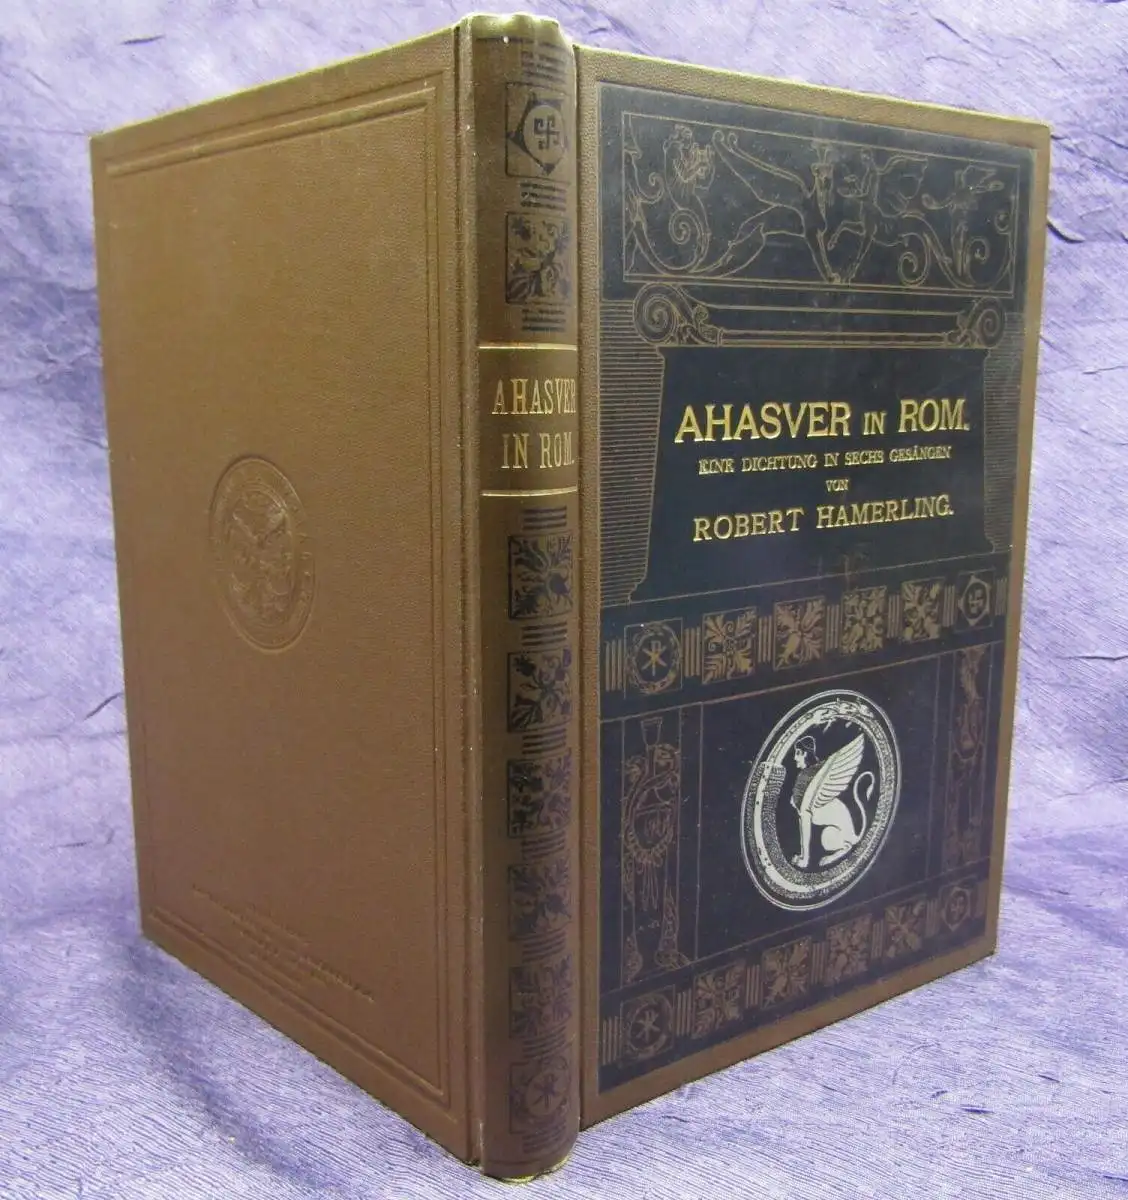 AHASVER
IN ROM.
AHASVER IN ROM.
EINE DICHTUNG IN SECHS GESÄNGEN
VON
ROBERT HAMERLING.